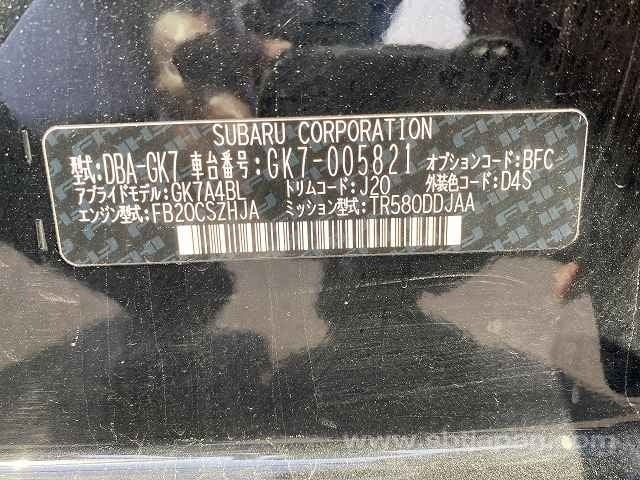 SUBARU CORPORATION
型式:DBA-GK7 車台番号:GK7-005821 オプションコード:BFC
アプライドモデル:GK7A4BL トリムコード:J20 外装色コード:D4S
エンジン型式:FB20CSZHJA ミッション型式:TR580DDJAA
www.sbtjapan.com